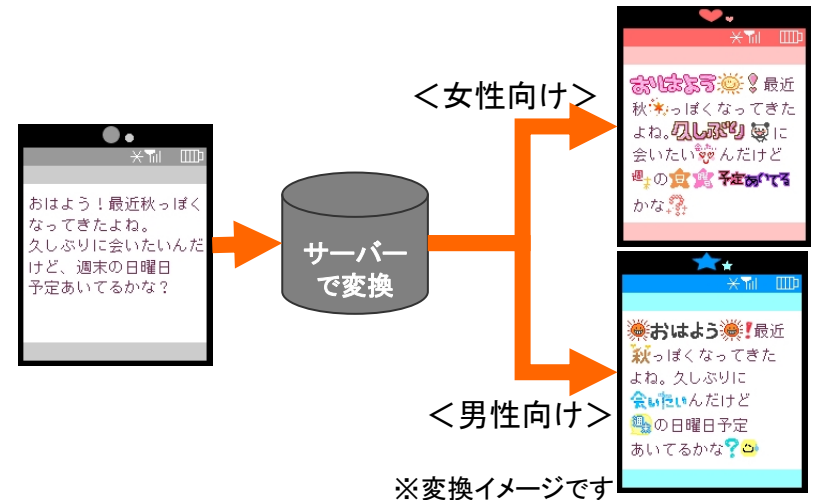 おはよう！最近秋っぽく
なってきたよね。
久しぶりに会いたいんだ
けど、週末の日曜日
予定あいてるかな？
サーバー
で変換
＜女性向け＞
おはよう 最近
秋っぽくなってきた
よね。久しぶり に
会いたい んだけど
週末の 予定あいてる
かな
＜男性向け＞
おはよう ！最近
秋っぽくなってきた
よね。久しぶりに
会いたいんだけど
週末の日曜日予定
あいてるかな？
※変換イメージです